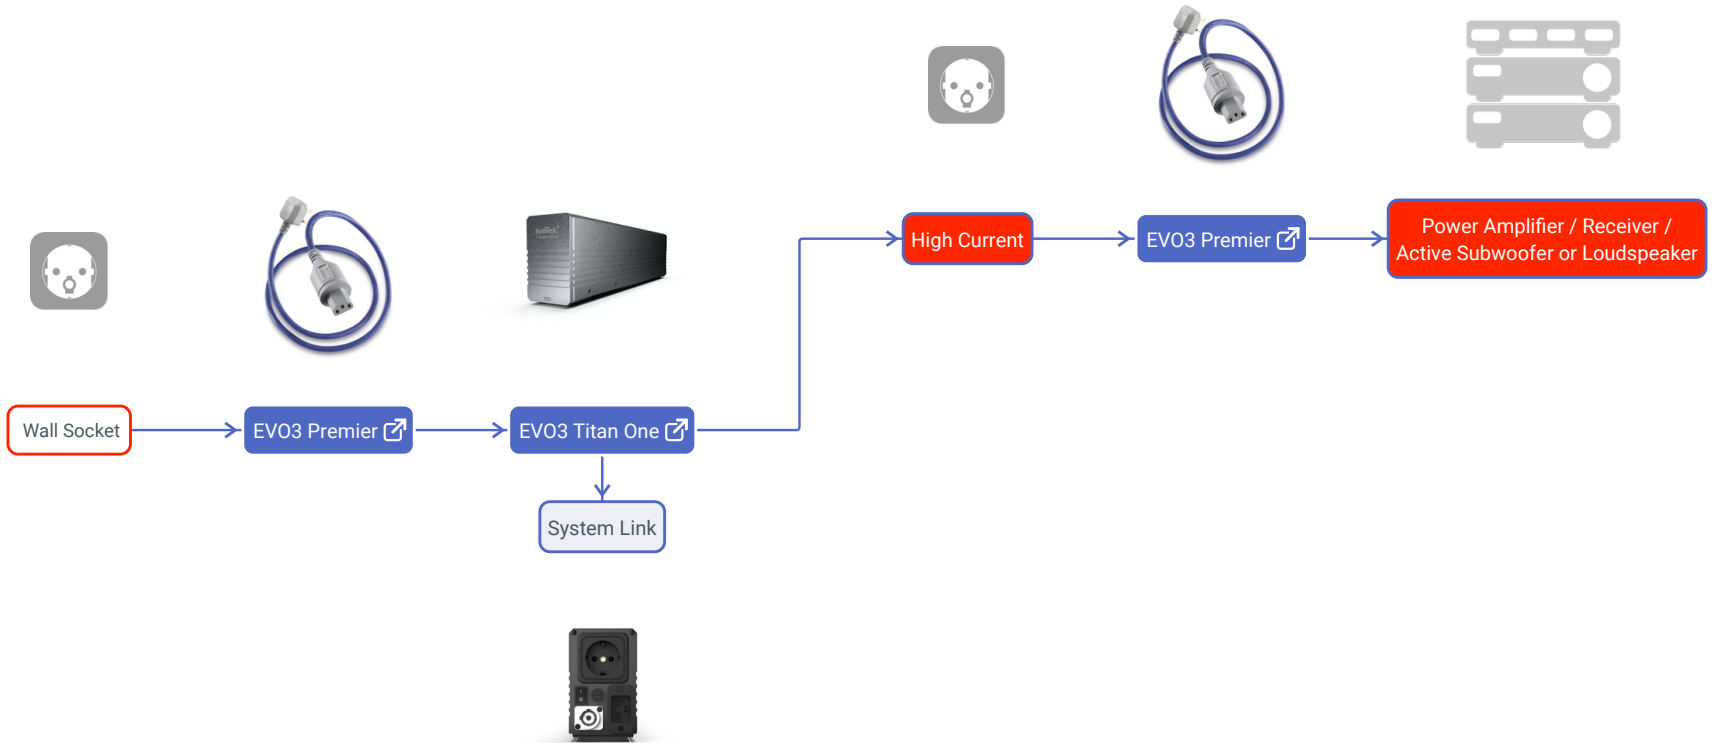 High Current
EVO3 Premier
Power Amplifier / Receiver /
Active Subwoofer or Loudspeaker
Wall Socket
EVO3 Premier
EVO3 Titan One
System Link